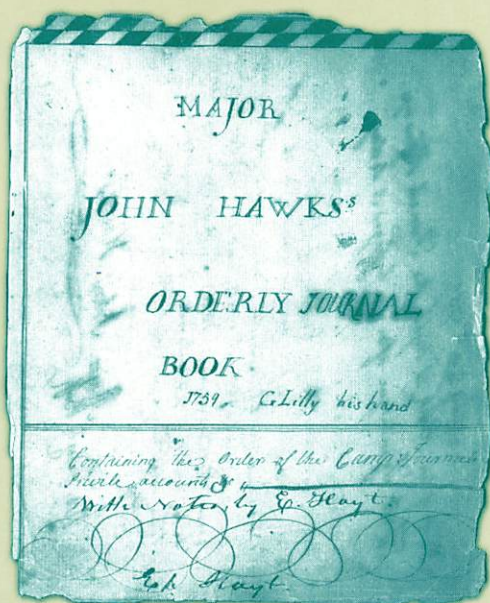 MAJOR
JOHN HAWKS's
ORDERLY JOURNAL
BOOK.
1759. C. Lilly his hand
Containing the Order of the Camp, Journal
Private accounts &
With Notes by E. Hoyt.
Eph Hoyt